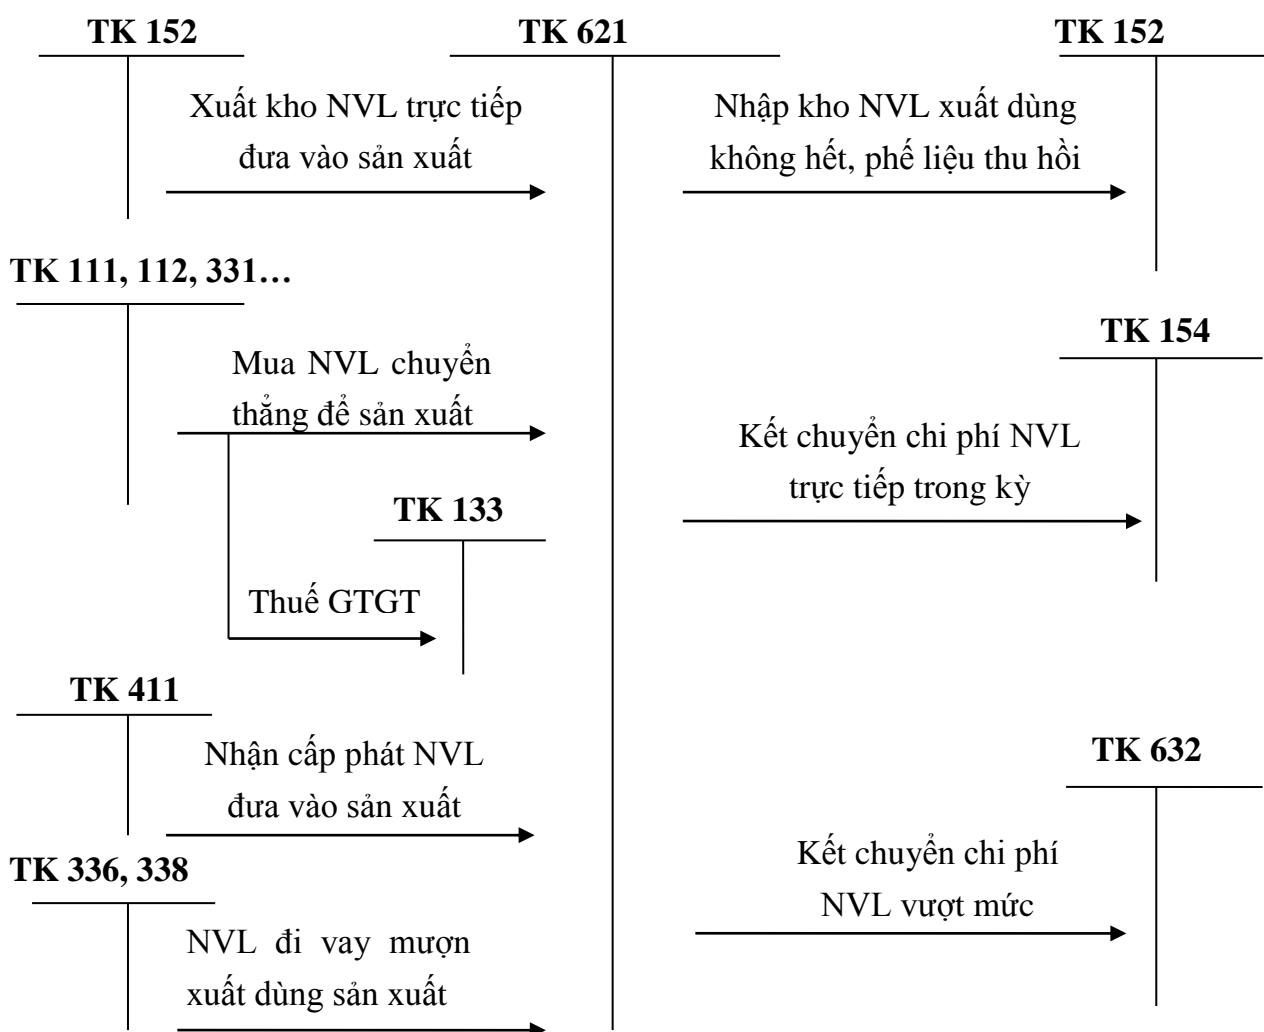 TK 152
TK 621
TK 152
Xuất kho NVL trực tiếp
đưa vào sản xuất
Nhập kho NVL xuất dùng
không hết, phế liệu thu hồi
TK 111, 112, 331…
TK 154
Mua NVL chuyển
thẳng để sản xuất
Kết chuyển chi phí NVL
trực tiếp trong kỳ
TK 133
Thuế GTGT
TK 411
Nhận cấp phát NVL
đưa vào sản xuất
TK 632
TK 336, 338
Kết chuyển chi phí
NVL vượt mức
NVL đi vay mượn
xuất dùng sản xuất